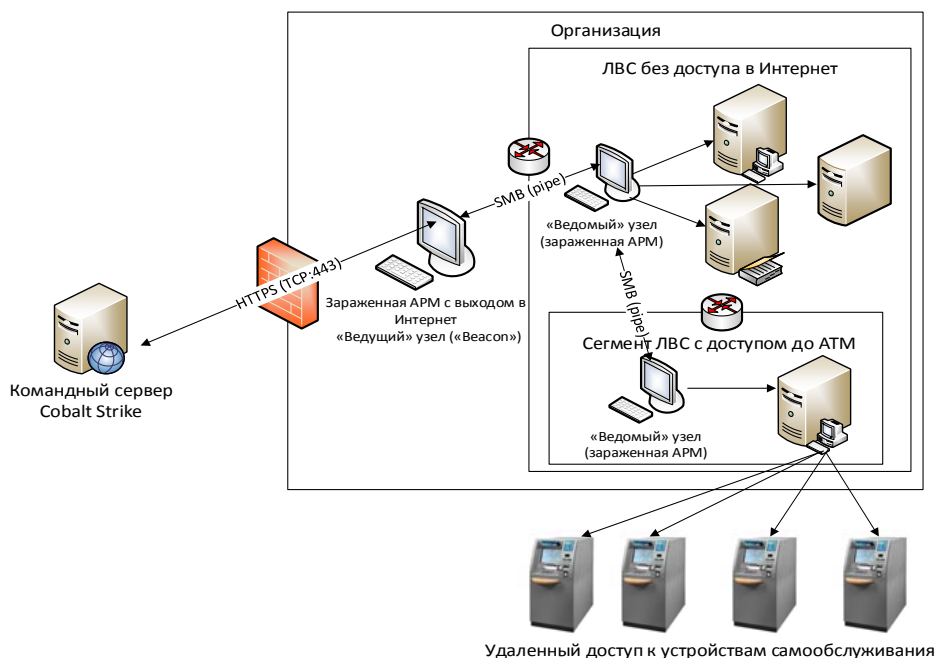 Организация
ЛВС без доступа в Интернет
SMB (pipe)
«Ведомый» узел
(зараженная АРМ)
HTTPS (TCP:443)
Зараженная АРМ с выходом в
Интернет
«Ведущий» узел («Beacon»)
SMB (pipe)
Сегмент ЛВС с доступом до АТМ
Командный сервер
Cobalt Strike
«Ведомый» узел
(зараженная АРМ)
Удаленный доступ к устройствам самообслуживания